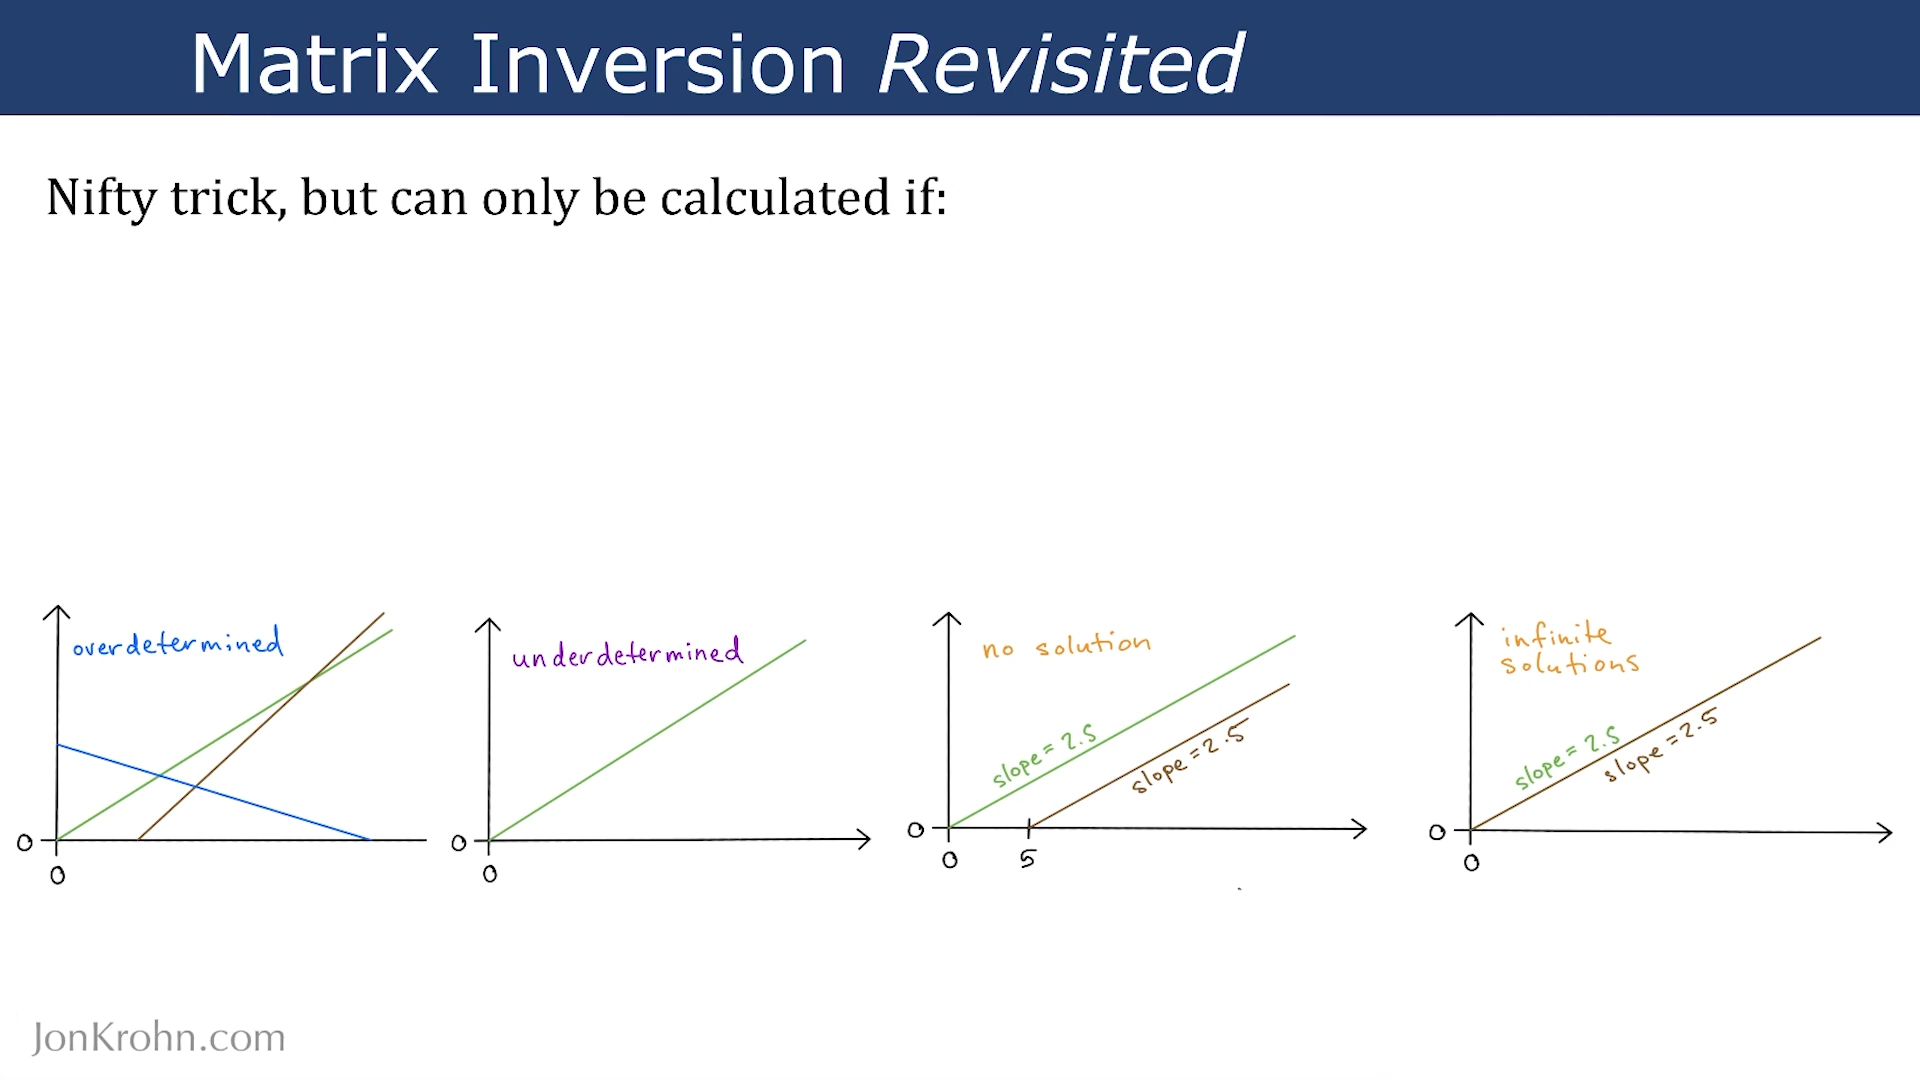 Matrix Inversion Revisited
Nifty trick, but can only be calculated if:
overdetermined
0
0
underdetermined
0
0
no solution
slope = 2.5
slope = 2.5
0
0
5
infinite
solutions
slope = 2.5
slope = 2.5
0
0
JonKrohn.com